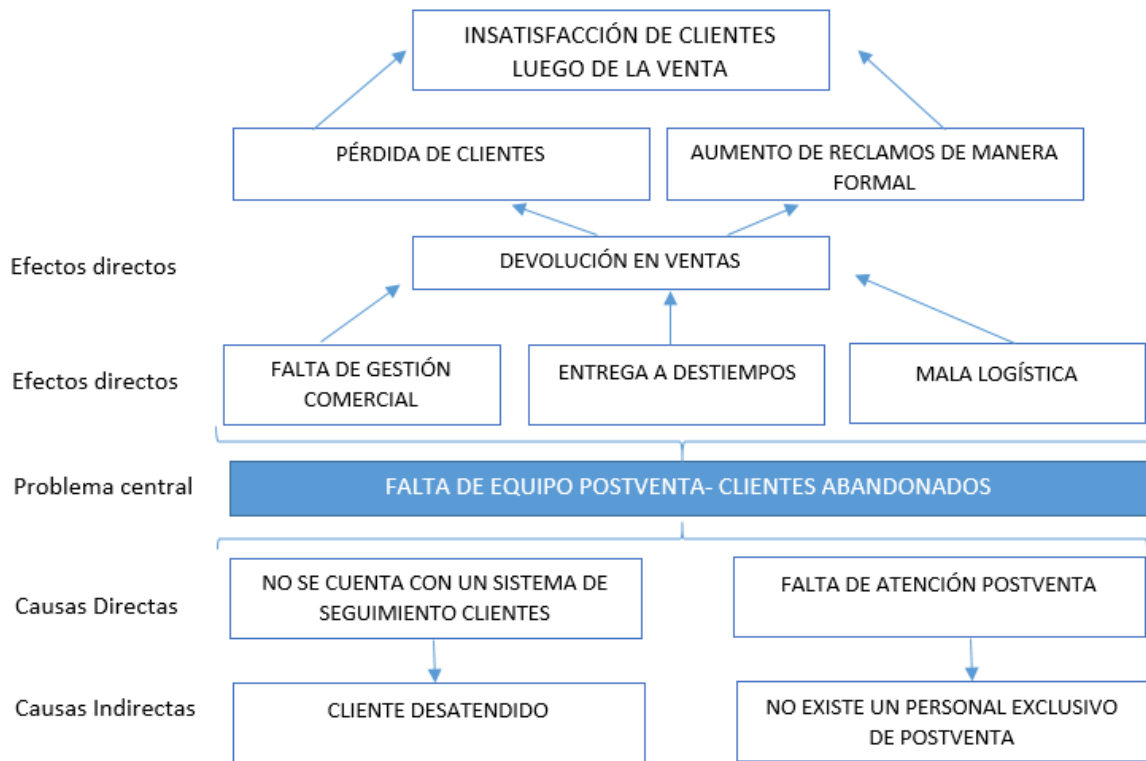 INSATISFACCIÓN DE CLIENTES
LUEGO DE LA VENTA
PÉRDIDA DE CLIENTES
AUMENTO DE RECLAMOS DE MANERA
FORMAL
Efectos directos
DEVOLUCIÓN EN VENTAS
Efectos directos
FALTA DE GESTIÓN
COMERCIAL
ENTREGA A DESTIEMPOS
MALA LOGÍSTICA
Problema central
FALTA DE EQUIPO POSTVENTA- CLIENTES ABANDONADOS
Causas Directas
NO SE CUENTA CON UN SISTEMA DE
SEGUIMIENTO CLIENTES
FALTA DE ATENCIÓN POSTVENTA
Causas Indirectas
CLIENTE DESATENDIDO
NO EXISTE UN PERSONAL EXCLUSIVO
DE POSTVENTA